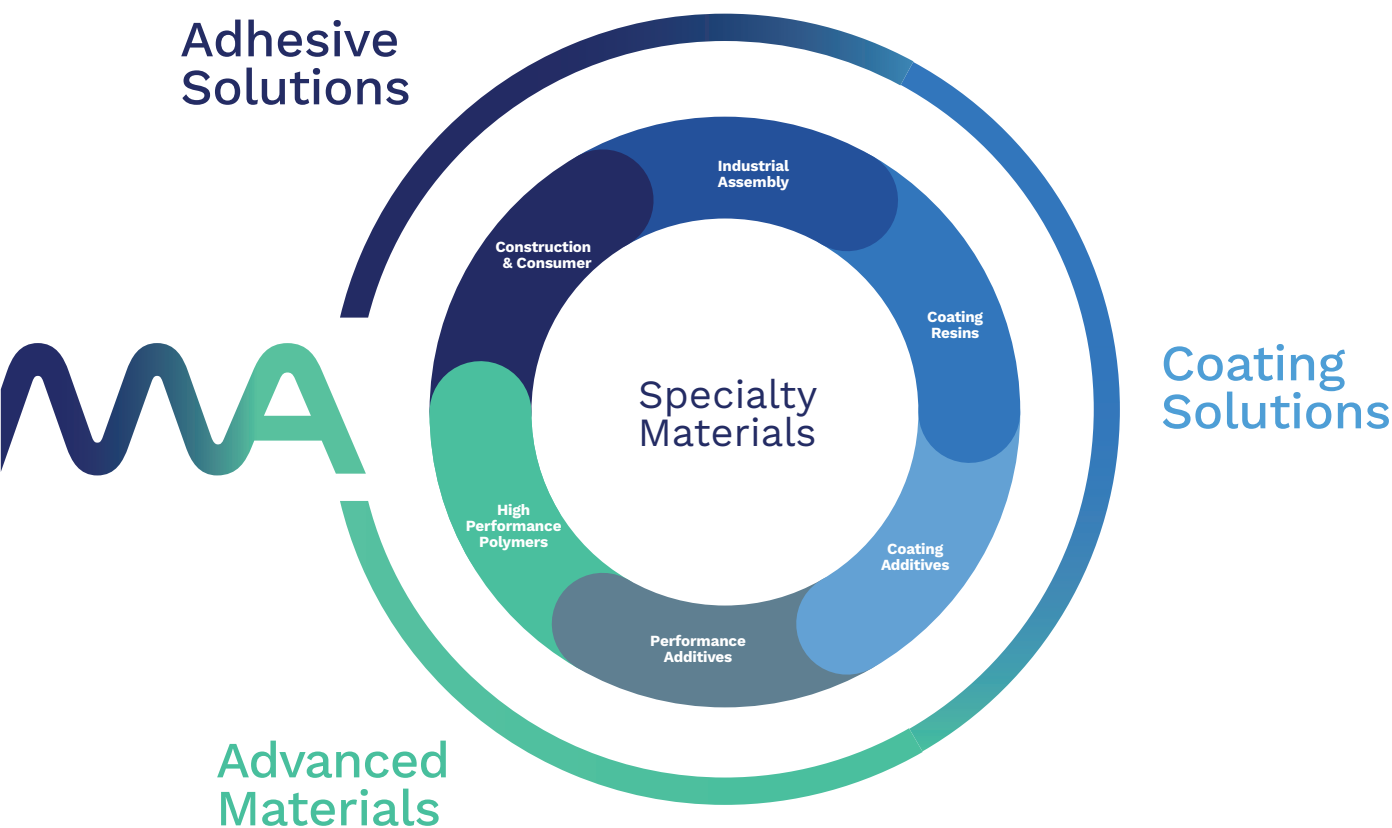 Adhesive
Solutions
Industrial
Assembly
Construction
& Consumer
Coating
Resins
Specialty
Materials
Coating
Solutions
High
Performance
Polymers
Coating
Additives
Performance
Additives
Advanced
Materials